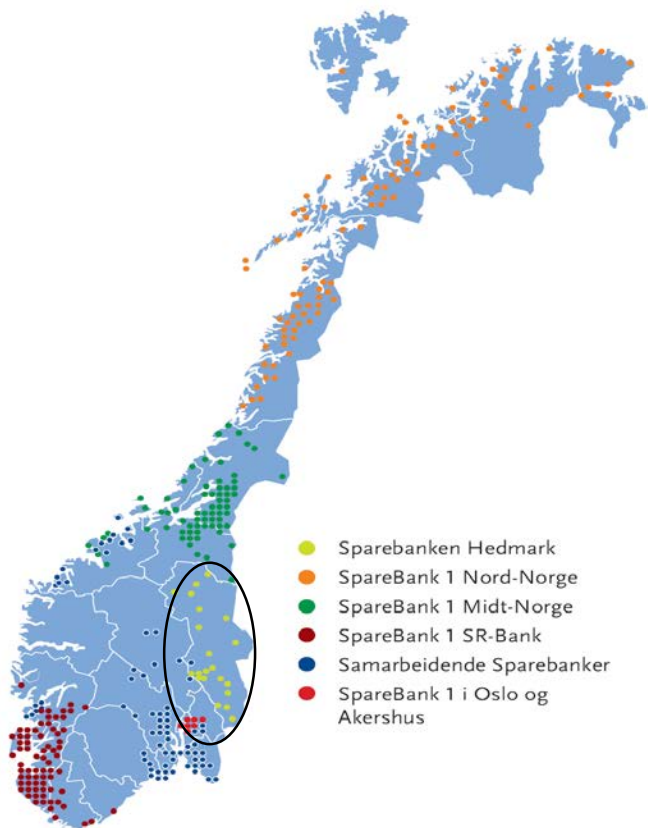 Sparebanken Hedmark
SpareBank 1 Nord-Norge
SpareBank 1 Midt-Norge
SpareBank 1 SR-Bank
Samarbeidende Sparebanker
SpareBank 1 i Oslo og
Akershus